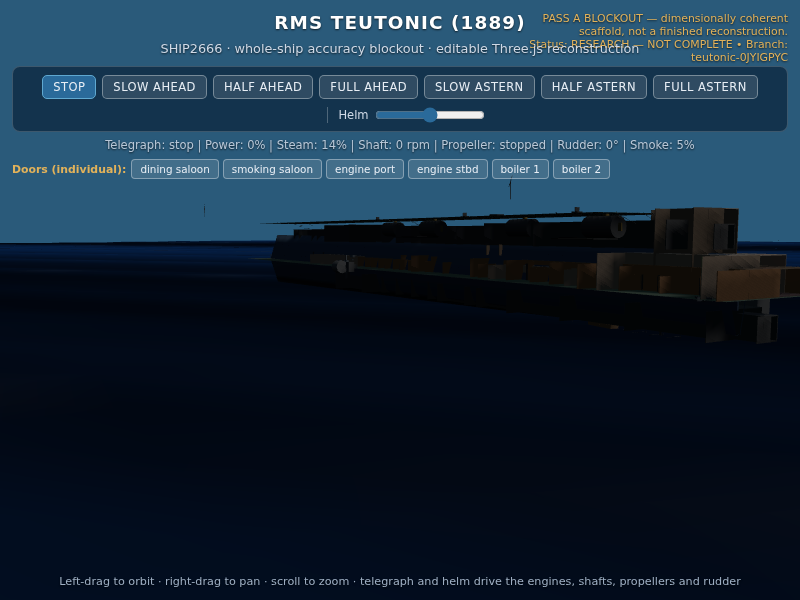 RMS TEUTONIC (1889)
PASS A BLOCKOUT — dimensionally coherent
scaffold, not a finished reconstruction.
Status: RESEARCH — NOT COMPLETE • Branch:
teutonic-0JYIGPYC
SHIP2666 · whole-ship accuracy blockout · editable Three.js reconstruction
STOP SLOW AHEAD HALF AHEAD FULL AHEAD SLOW ASTERN HALF ASTERN FULL ASTERN
Helm
Telegraph: stop | Power: 0% | Steam: 14% | Shaft: 0 rpm | Propeller: stopped | Rudder: 0° | Smoke: 5%
Doors (individual): dining saloon smoking saloon engine port engine stbd boiler 1 boiler 2
Left-drag to orbit · right-drag to pan · scroll to zoom · telegraph and helm drive the engines, shafts, propellers and rudder